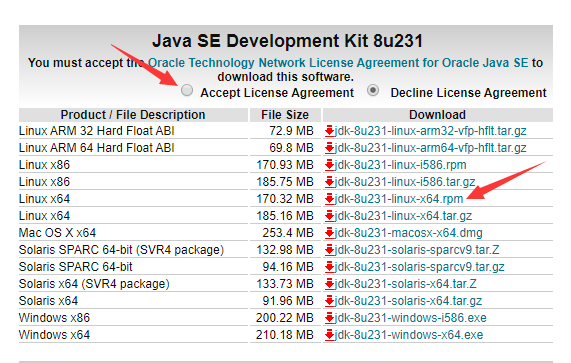 Java SE Development Kit 8u231
You must accept the Oracle Technology Network License Agreement for Oracle Java SE to
download this software.
Accept License Agreement Decline License Agreement
Product / File Description File Size Download
Linux ARM 32 Hard Float ABI 72.9 MB jdk-8u231-linux-arm32-vfp-hflt.tar.gz
Linux ARM 64 Hard Float ABI 69.8 MB jdk-8u231-linux-arm64-vfp-hflt.tar.gz
Linux x86 170.93 MB jdk-8u231-linux-i586.rpm
Linux x86 185.75 MB jdk-8u231-linux-i586.tar.gz
Linux x64 170.32 MB jdk-8u231-linux-x64.rpm
Linux x64 185.16 MB jdk-8u231-linux-x64.tar.gz
Mac OS X x64 253.4 MB jdk-8u231-macosx-x64.dmg
Solaris SPARC 64-bit (SVR4 package) 132.98 MB jdk-8u231-solaris-sparcv9.tar.Z
Solaris SPARC 64-bit 94.16 MB jdk-8u231-solaris-sparcv9.tar.gz
Solaris x64 (SVR4 package) 133.73 MB jdk-8u231-solaris-x64.tar.Z
Solaris x64 91.96 MB jdk-8u231-solaris-x64.tar.gz
Windows x86 200.22 MB jdk-8u231-windows-i586.exe
Windows x64 210.18 MB jdk-8u231-windows-x64.exe